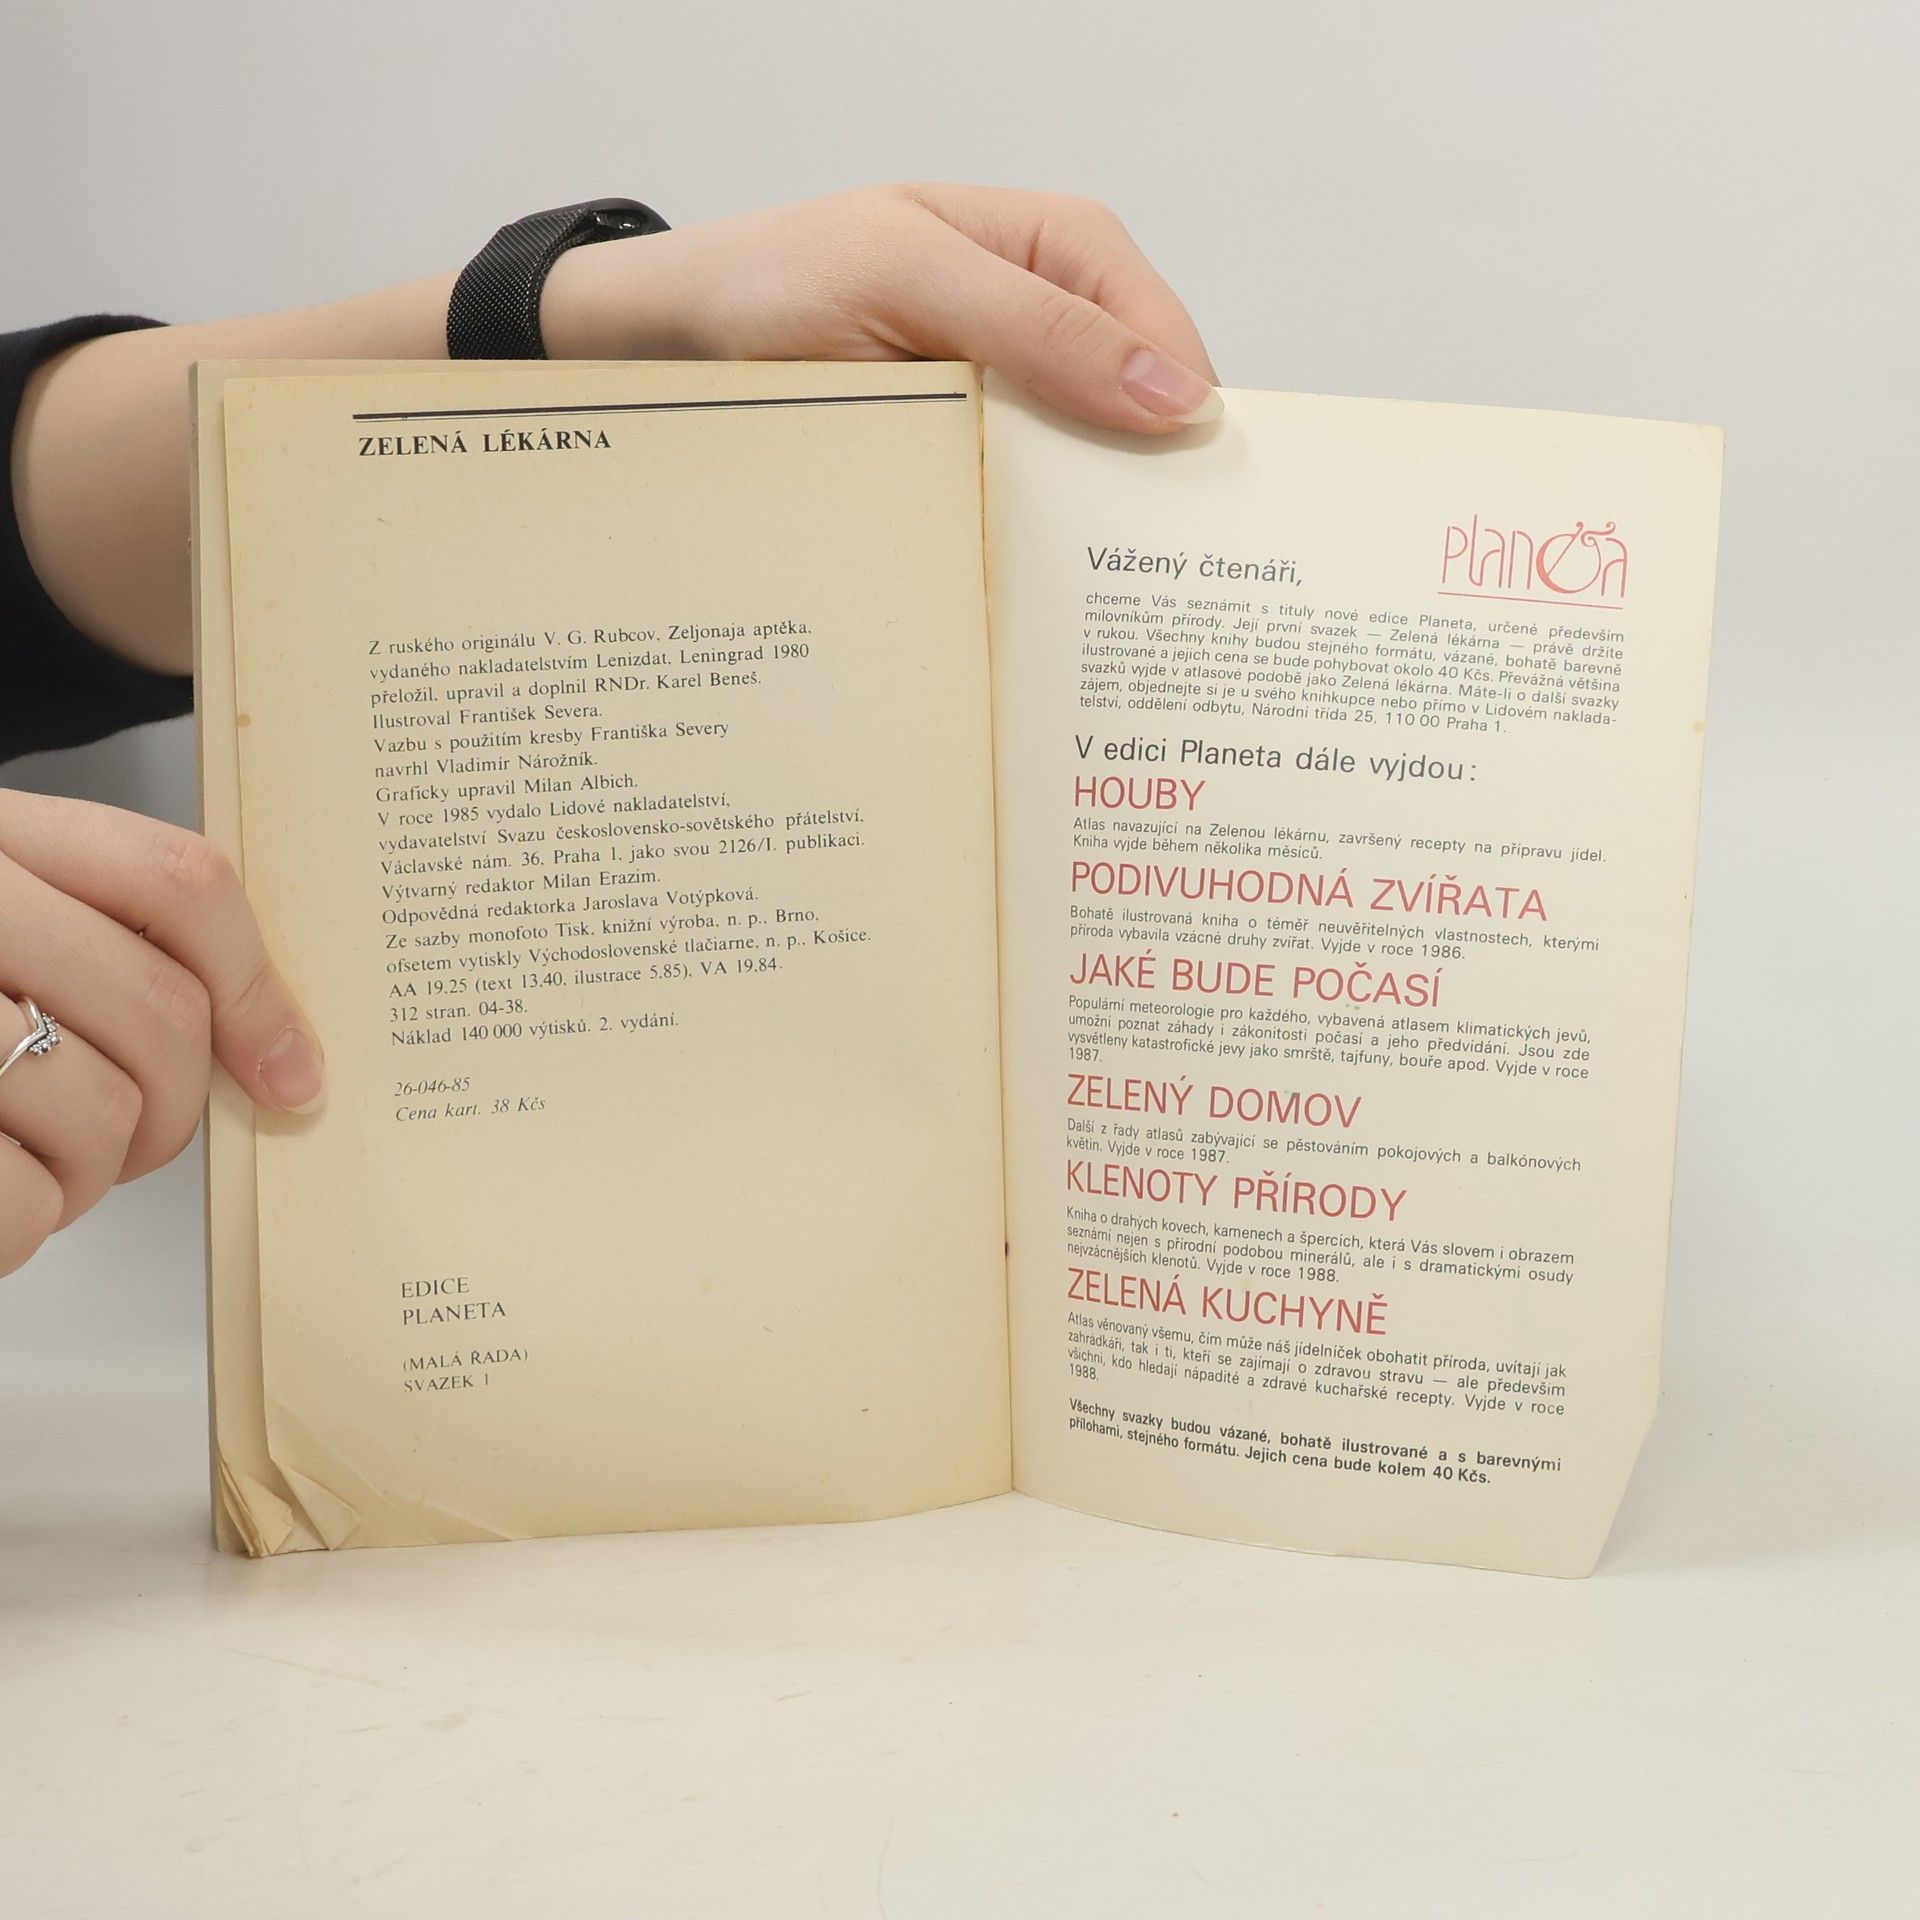 ZELENÁ LÉKÁRNA
Z ruského originálu V. G. Rubcov, Zeljonaja aptěka,
vydaného nakladatelstvím Lenizdat, Leningrad 1980
přeložil, upravil a doplnil RNDr. Karel Beneš.
Ilustroval František Severa.
Vazbu s použitím kresby Františka Severy
navrhl Vladimír Nárožník.
Graficky upravil Milan Albich.
V roce 1985 vydalo Lidové nakladatelství,
vydavatelství Svazu československo-sovětského přátelství,
Václavské nám. 36, Praha 1, jako svou 2126/I. publikaci.
Výtvarný redaktor Milan Erazim.
Odpovědná redaktorka Jaroslava Votýpková.
Ze sazby monofoto Tisk, knižní výroba, n. p., Brno,
ofsetem vytiskly Východoslovenské tlačiarne, n. p., Košice.
AA 19,25 (text 13,40, ilustrace 5,85), VA 19,84.
312 stran. 04-38.
Náklad 140 000 výtisků. 2. vydání.
26-046-85
Cena kart. 38 Kčs
EDICE
PLANETA
(MALÁ ŘADA)
SVAZEK 1
planeta
Vážený čtenáři,
chceme Vás seznámit s tituly nové edice Planeta, určené především
milovníkům přírody. Její první svazek — Zelená lékárna — právě držíte
v rukou. Všechny knihy budou stejného formátu, vázané, bohatě barevně
ilustrované a jejich cena se bude pohybovat okolo 40 Kčs. Převážná většina
svazků vyjde v atlasové podobě jako Zelená lékárna. Máte-li o další svazky
zájem, objednejte si je u svého knihkupce nebo přímo v Lidovém naklada-
telství, oddělení odbytu, Národní třída 25, 110 00 Praha 1.
V edici Planeta dále vyjdou:
HOUBY
Atlas navazující na Zelenou lékárnu, završený recepty na přípravu jídel.
Kniha vyjde během několika měsíců.
PODIVUHODNÁ ZVÍŘATA
Bohatě ilustrovaná kniha o téměř neuvěřitelných vlastnostech, kterými
příroda vybavila vzácné druhy zvířat. Vyjde v roce 1986.
JAKÉ BUDE POČASÍ
Populární meteorologie pro každého, vybavená atlasem klimatických jevů,
umožní poznat záhady i zákonitosti počasí a jeho předvídání. Jsou zde
vysvětleny katastrofické jevy jako smrště, tajfuny, bouře apod. Vyjde v roce
1987.
ZELENÝ DOMOV
Další z řady atlasů zabývající se pěstováním pokojových a balkónových
květin. Vyjde v roce 1987.
KLENOTY PŘÍRODY
Kniha o drahých kovech, kamenech a špercích, která Vás slovem i obrazem
seznámí nejen s přírodní podobou minerálů, ale i s dramatickými osudy
nejvzácnějších klenotů. Vyjde v roce 1988.
ZELENÁ KUCHYNĚ
Atlas věnovaný všemu, čím může náš jídelníček obohatit příroda, uvítají jak
zahrádkáři, tak i ti, kteří se zajímají o zdravou stravu — ale především
všichni, kdo hledají nápadité a zdravé kuchařské recepty. Vyjde v roce
1988.
Všechny svazky budou vázané, bohatě ilustrované a s barevnými
přílohami, stejného formátu. Jejich cena bude kolem 40 Kčs.